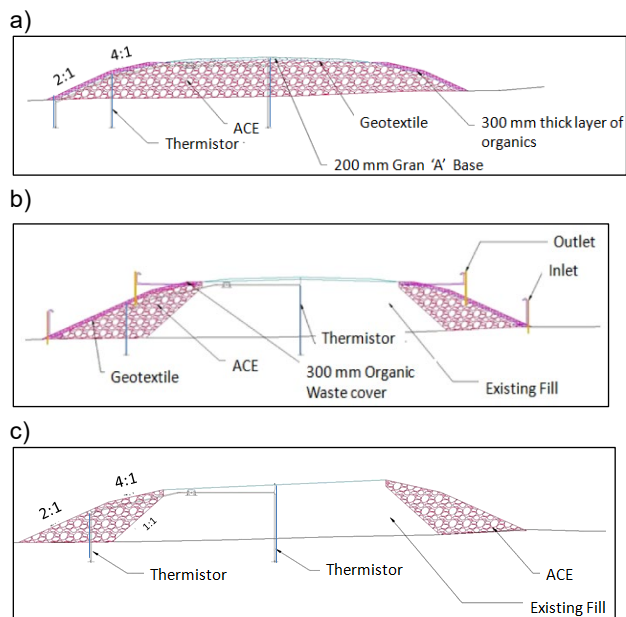 a)
2:1
4:1
ACE
Thermistor
Geotextile
200 mm Gran ‘A’ Base
300 mm thick layer of
organics
b)
Outlet
Inlet
Thermistor
ACE
Geotextile
300 mm Organic
Waste cover
Existing Fill
c)
2:1
4:1
1:1
Thermistor
Thermistor
ACE
Existing Fill